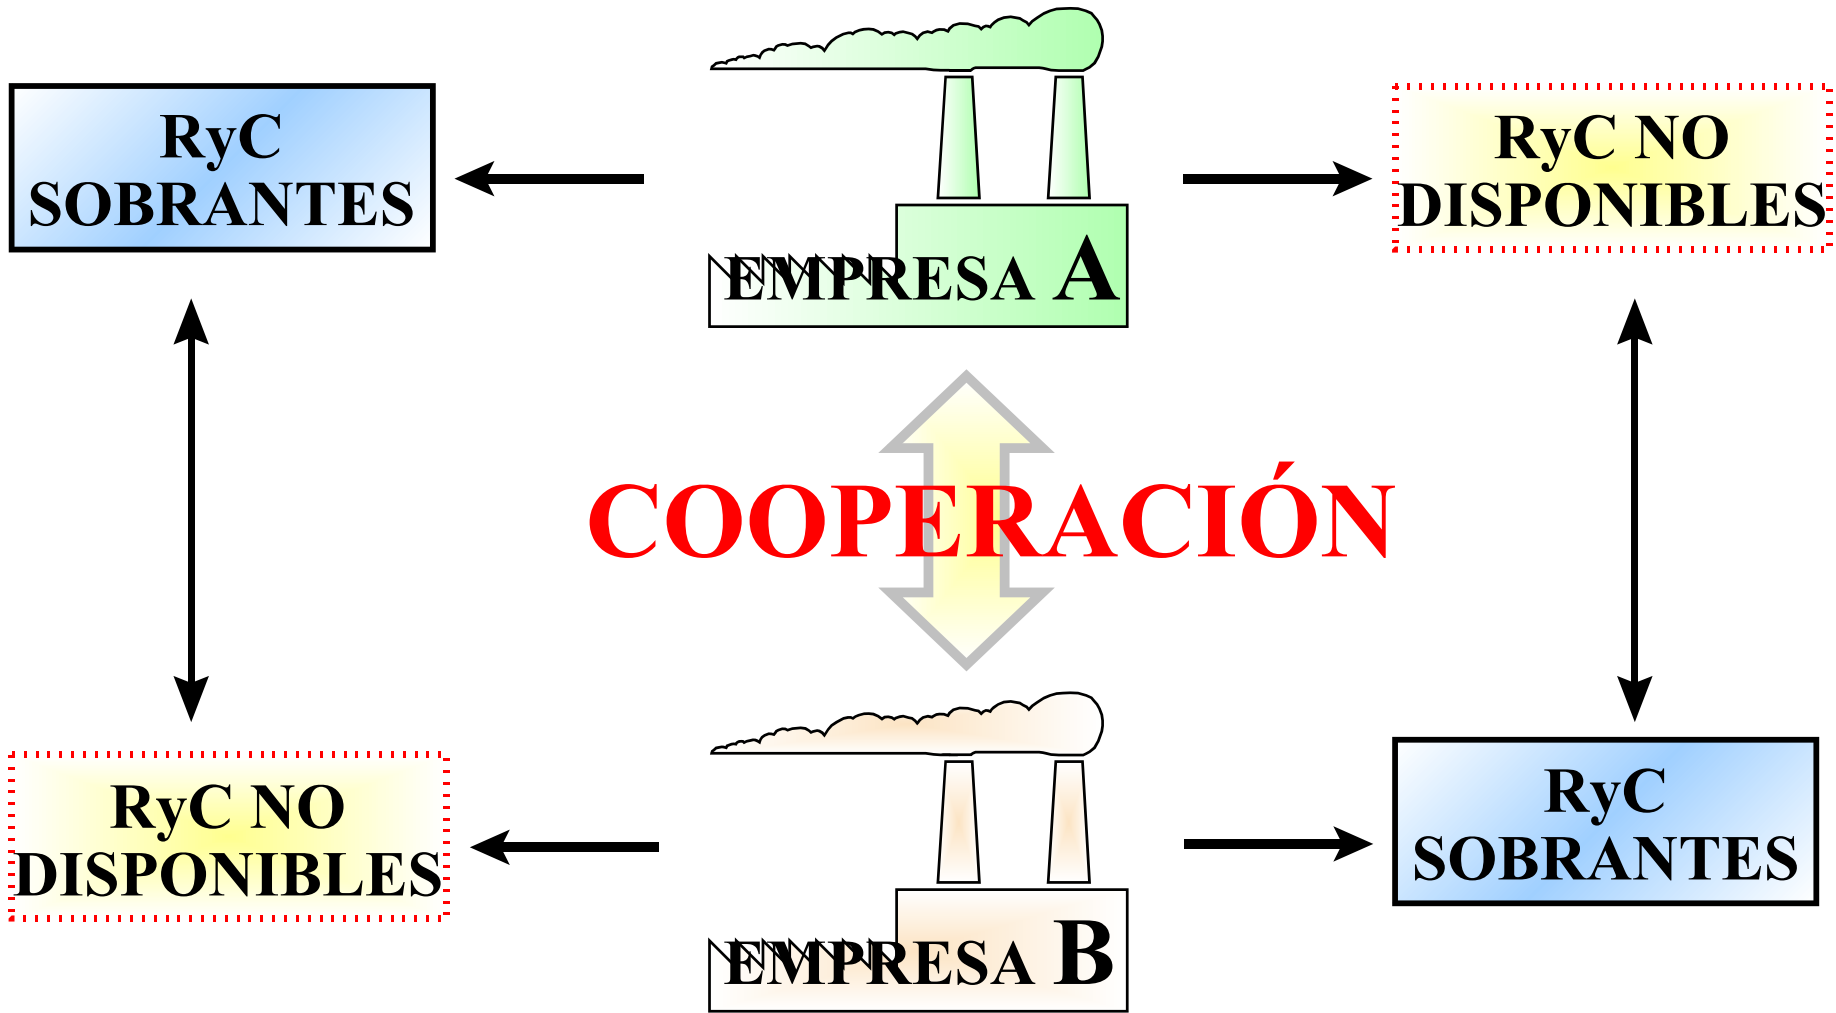 RyC
SOBRANTES
EMPRESA A
RyC NO
DISPONIBLES
COOPERACIÓN
RyC NO
DISPONIBLES
EMPRESA B
RyC
SOBRANTES